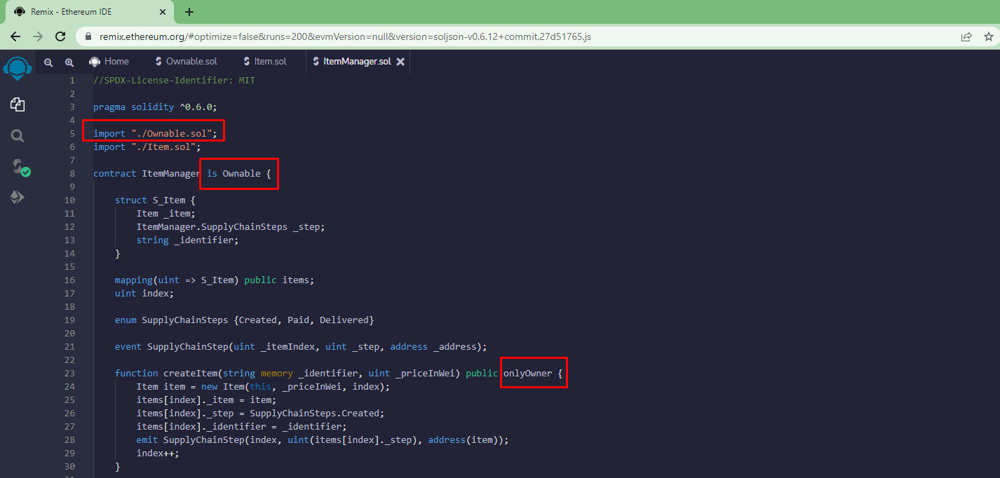 Remix - Ethereum IDE
remix.ethereum.org/#optimize=false&runs=200&evmVersion=null&version=soljson-v0.6.12+commit.27d51765.js
Home Ownable.sol Item.sol ItemManager.sol
1 //SPDX-License-Identifier: MIT
2
3 pragma solidity ^0.6.0;
4
5 import "./Ownable.sol";
6 import "./Item.sol";
7
8 contract ItemManager is Ownable {
9
10 struct S_Item {
11 Item _item;
12 ItemManager.SupplyChainSteps _step;
13 string _identifier;
14 }
15
16 mapping(uint => S_Item) public items;
17 uint index;
18
19 enum SupplyChainSteps {Created, Paid, Delivered}
20
21 event SupplyChainStep(uint _itemIndex, uint _step, address _address);
22
23 function createItem(string memory _identifier, uint _priceInWei) public onlyOwner {
24 Item item = new Item(this, _priceInWei, index);
25 items[index]._item = item;
26 items[index]._step = SupplyChainSteps.Created;
27 items[index]._identifier = _identifier;
28 emit SupplyChainStep(index, uint(items[index]._step), address(item));
29 index++;
30 }